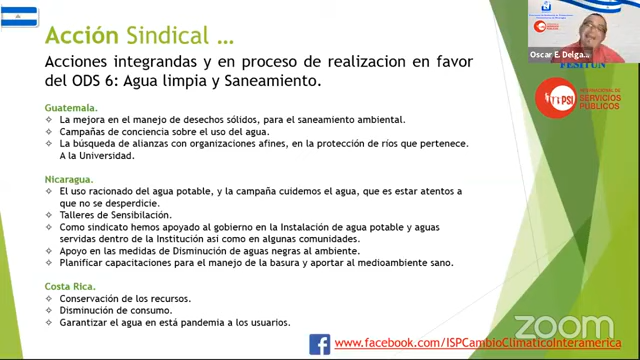 Acción Sindical …
Acciones integrandas y en proceso de realizacion en favor
del ODS 6: Agua limpia y Saneamiento.
Guatemala.
La mejora en el manejo de desechos sólidos, para el saneamiento ambiental.
Campañas de conciencia sobre el uso del agua.
La búsqueda de alianzas con organizaciones afines, en la protección de ríos que pertenece.
A la Universidad.
Nicaragua.
El uso racionado del agua potable, y la campaña cuidemos el agua, que es estar atentos a
que no se desperdicie.
Talleres de Sensibilación.
Como sindicato hemos apoyado al gobierno en la Instalación de agua potable y aguas
servidas dentro de la Institución asi como en algunas comunidades.
Apoyo en las medidas de Disminución de aguas negras al ambiente.
Planificar capacitaciones para el manejo de la basura y aportar al medioambiente sano.
Costa Rica.
Conservación de los recursos.
Disminución de consumo.
Garantizar el agua en está pandemia a los usuarios.
www.facebook.com/ISPCambioClimaticoInteramerica
Oscar E. Delga...
FESITUN
PSI
INTERNACIONAL DE
SERVICIOS
PÚBLICOS
zoom